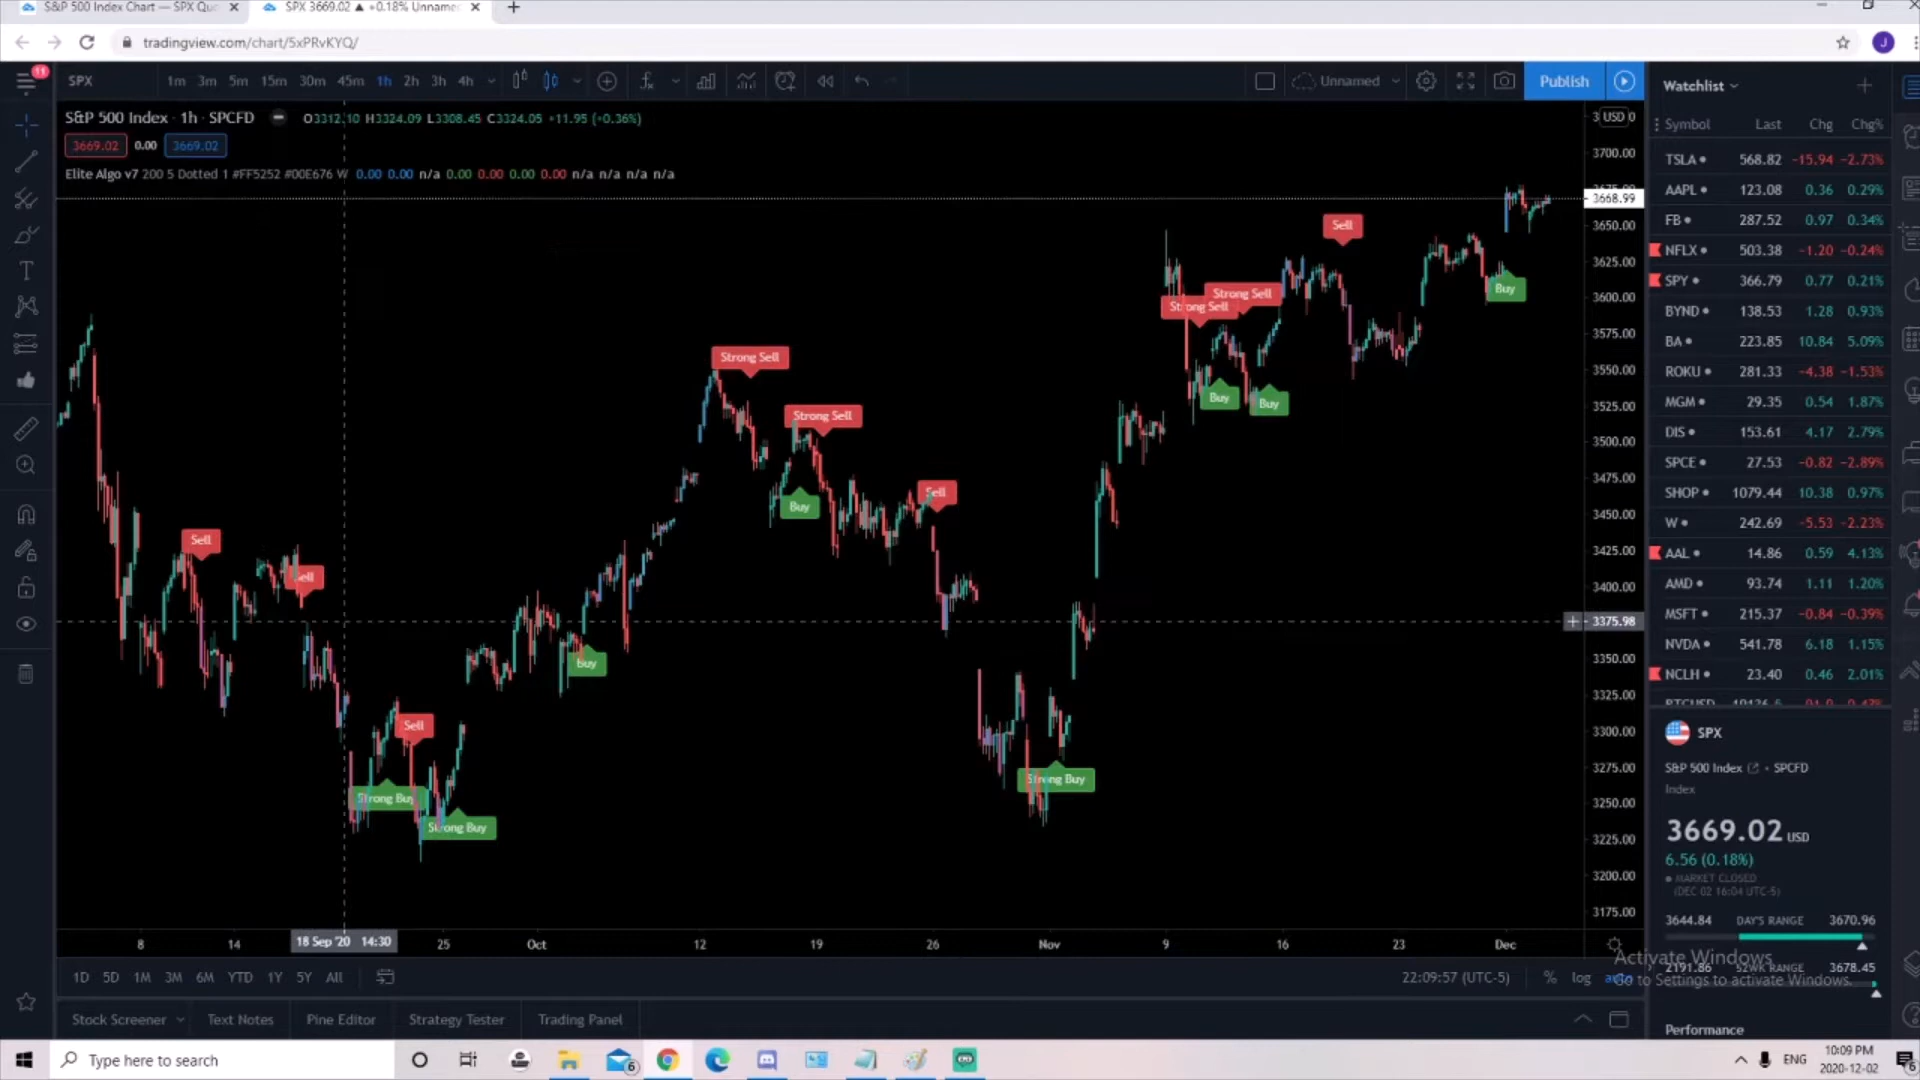 S&P 500 Index Chart — SPX Quo
SPX 3669.02 ▲ +0.18% Unname
tradingview.com/chart/5xPRvKYQ/
J
11
SPX 1m 3m 5m 15m 30m 45m 1h 2h 3h 4h Unnamed Publish
S&P 500 Index · 1h · SPCFD O3312.10 H3324.09 L3308.45 C3324.05 +11.95 (+0.36%)
3669.02 0.00 3669.02
Elite Algo v7 200 5 Dotted 1 #FF5252 #00E676 W 0.00 0.00 n/a 0.00 0.00 0.00 0.00 n/a n/a n/a n/a
USD
3700.00
3668.99
3650.00
3625.00
3600.00
3575.00
3550.00
3525.00
3500.00
3475.00
3450.00
3425.00
3400.00
3375.98
3350.00
3325.00
3300.00
3275.00
3250.00
3225.00
3200.00
3175.00
Sell
Sell
Sell
Strong Buy
Strong Buy
Buy
Strong Sell
Strong Sell
Buy
Sell
Strong Buy
Strong Sell
Strong Sell
Buy
Buy
Sell
Buy
8 14 18 Sep '20 14:30 25 Oct 12 19 26 Nov 9 16 23 Dec
1D 5D 1M 3M 6M YTD 1Y 5Y All
22:09:57 (UTC-5) % log auto
Stock Screener Text Notes Pine Editor Strategy Tester Trading Panel
Watchlist
Symbol Last Chg Chg%
TSLA 568.82 -15.94 -2.73%
AAPL 123.08 0.36 0.29%
FB 287.52 0.97 0.34%
NFLX 503.38 -1.20 -0.24%
SPY 366.79 0.77 0.21%
BYND 138.53 1.28 0.93%
BA 223.85 10.84 5.09%
ROKU 281.33 -4.38 -1.53%
MGM 29.35 0.54 1.87%
DIS 153.61 4.17 2.79%
SPCE 27.53 -0.82 -2.89%
SHOP 1079.44 10.38 0.97%
W 242.69 -5.53 -2.23%
AAL 14.86 0.59 4.13%
AMD 93.74 1.11 1.20%
MSFT 215.37 -0.84 -0.39%
NVDA 541.78 6.18 1.15%
NCLH 23.40 0.46 2.01%
SPX
S&P 500 Index · SPCFD
Index
3669.02 USD
6.56 (0.18%)
MARKET CLOSED
(DEC 02 16:04 UTC-5)
3644.84 DAY'S RANGE 3670.96
2191.86 52WK RANGE 3678.45
Activate Windows
Go to Settings to activate Windows.
Performance
Type here to search
6
ENG
10:09 PM
2020-12-02
6